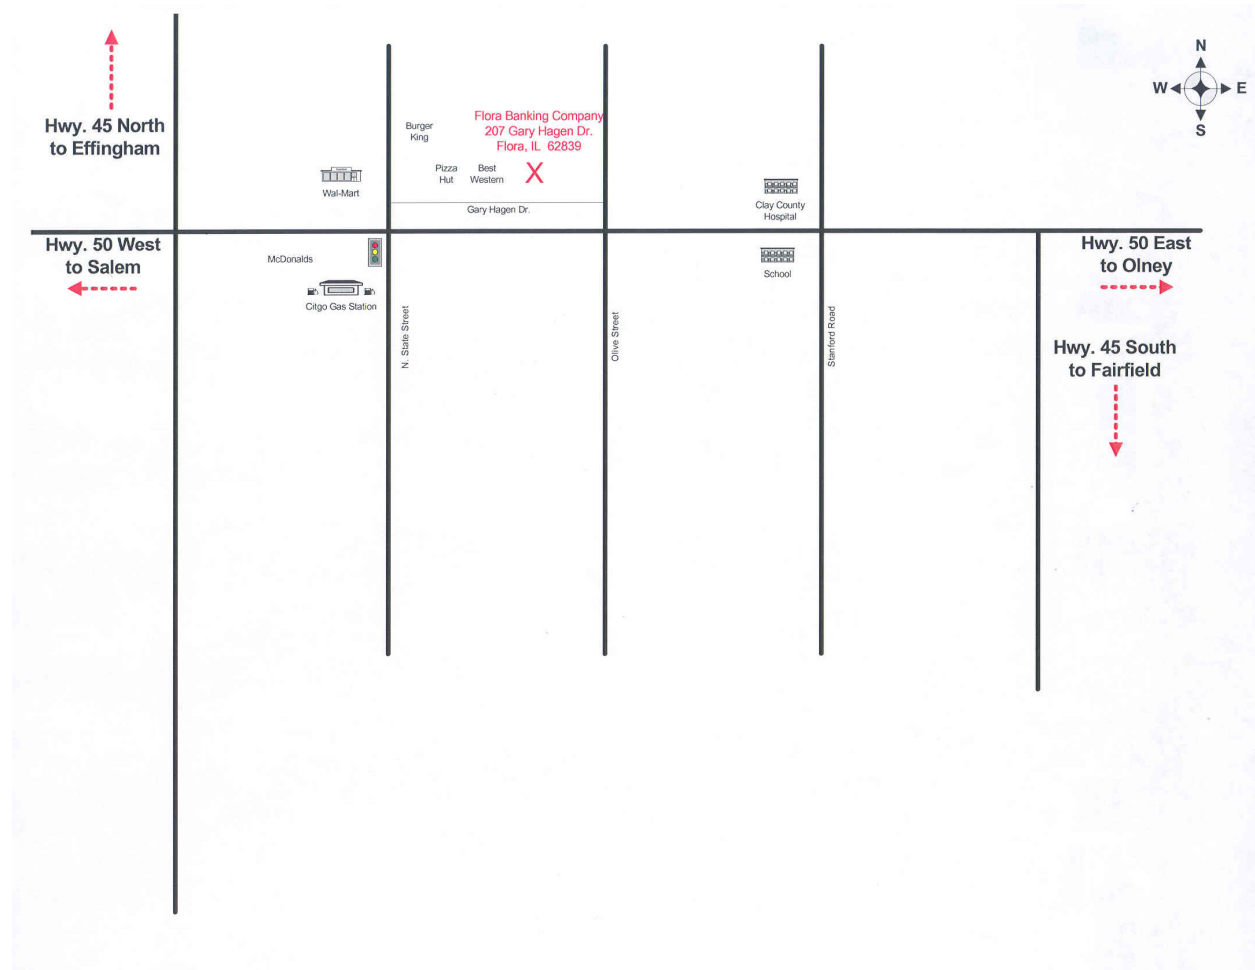 N
W
E
S
Hwy. 45 North
to Effingham
Flora Banking Company
207 Gary Hagen Dr.
Flora, IL 62839
Burger
King
Pizza
Hut
Best
Western
X
Wal-Mart
Gary Hagen Dr.
Clay County
Hospital
Hwy. 50 West
to Salem
McDonalds
Citgo Gas Station
School
Hwy. 50 East
to Olney
N. State Street
Olive Street
Stanford Road
Hwy. 45 South
to Fairfield